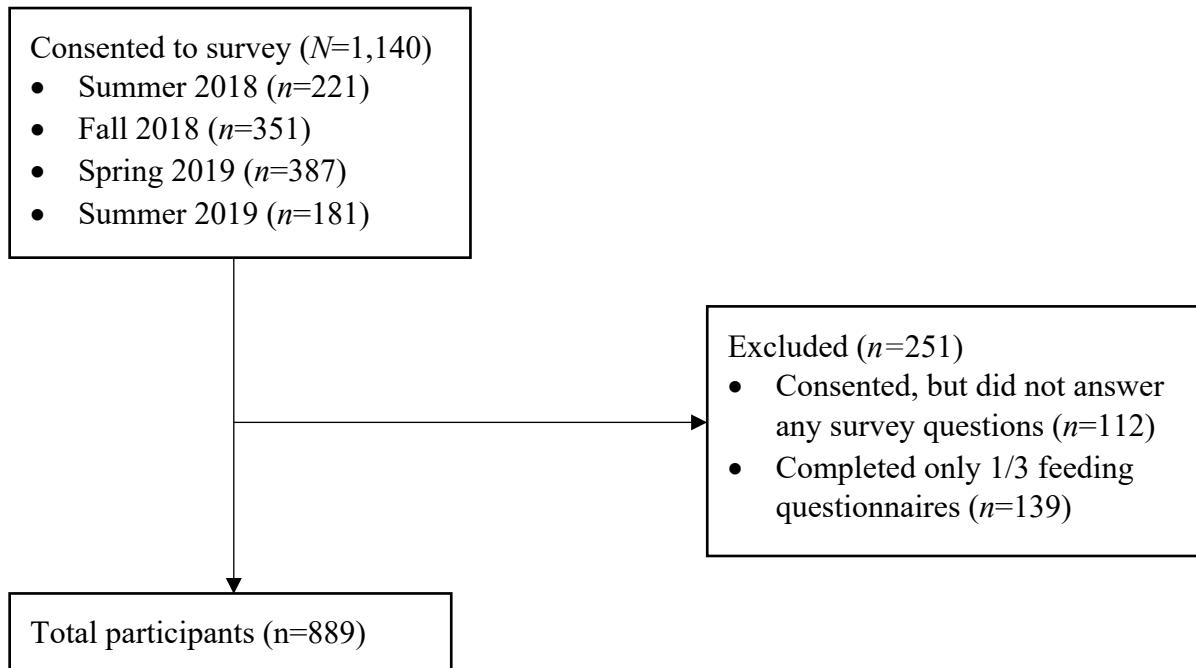 Consented to survey (N=1,140)
• Summer 2018 (n=221)
• Fall 2018 (n=351)
• Spring 2019 (n=387)
• Summer 2019 (n=181)
Excluded (n=251)
• Consented, but did not answer
any survey questions (n=112)
• Completed only 1/3 feeding
questionnaires (n=139)
Total participants (n=889)